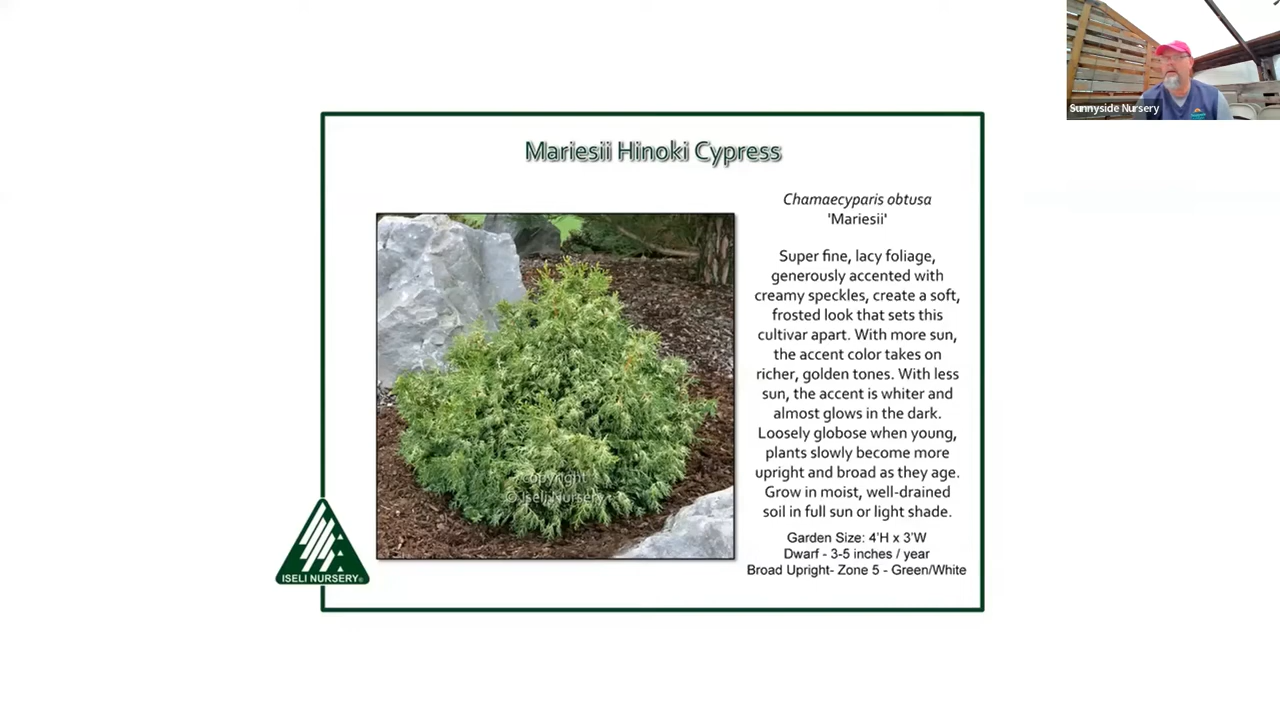 Sunnyside Nursery
Mariesii Hinoki Cypress
Chamaecyparis obtusa
'Mariesii'
Super fine, lacy foliage,
generously accented with
creamy speckles, create a soft,
frosted look that sets this
cultivar apart. With more sun,
the accent color takes on
richer, golden tones. With less
sun, the accent is whiter and
almost glows in the dark.
Loosely globose when young,
plants slowly become more
upright and broad as they age.
Grow in moist, well-drained
soil in full sun or light shade.
Garden Size: 4'H x 3'W
Dwarf - 3-5 inches / year
Broad Upright- Zone 5 - Green/White
copyright
© Iseli Nursery
ISELI NURSERY®